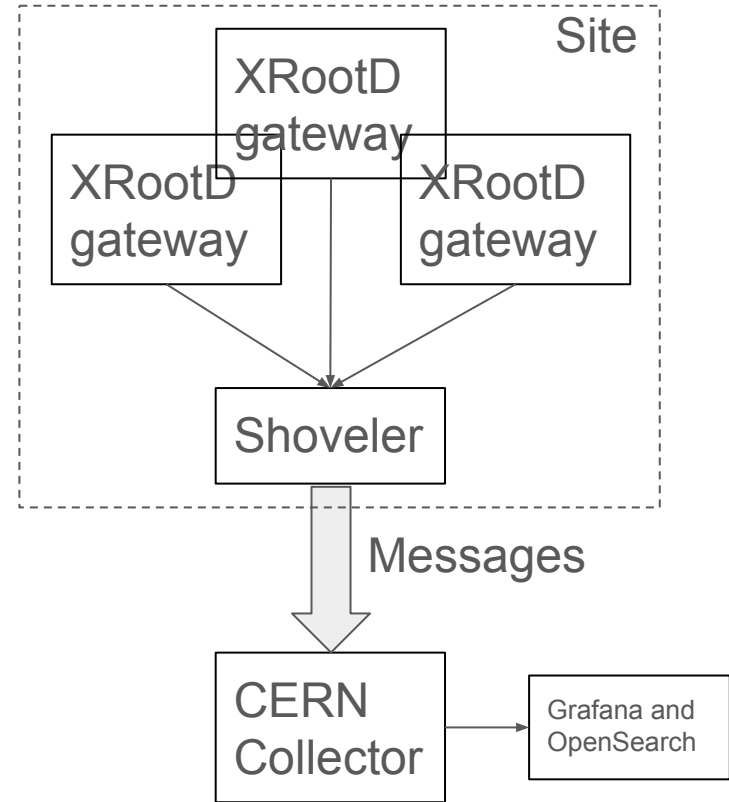 Site
XRootD
gateway
XRootD
gateway
XRootD
gateway
Shoveler
Messages
CERN
Collector
Grafana and
OpenSearch